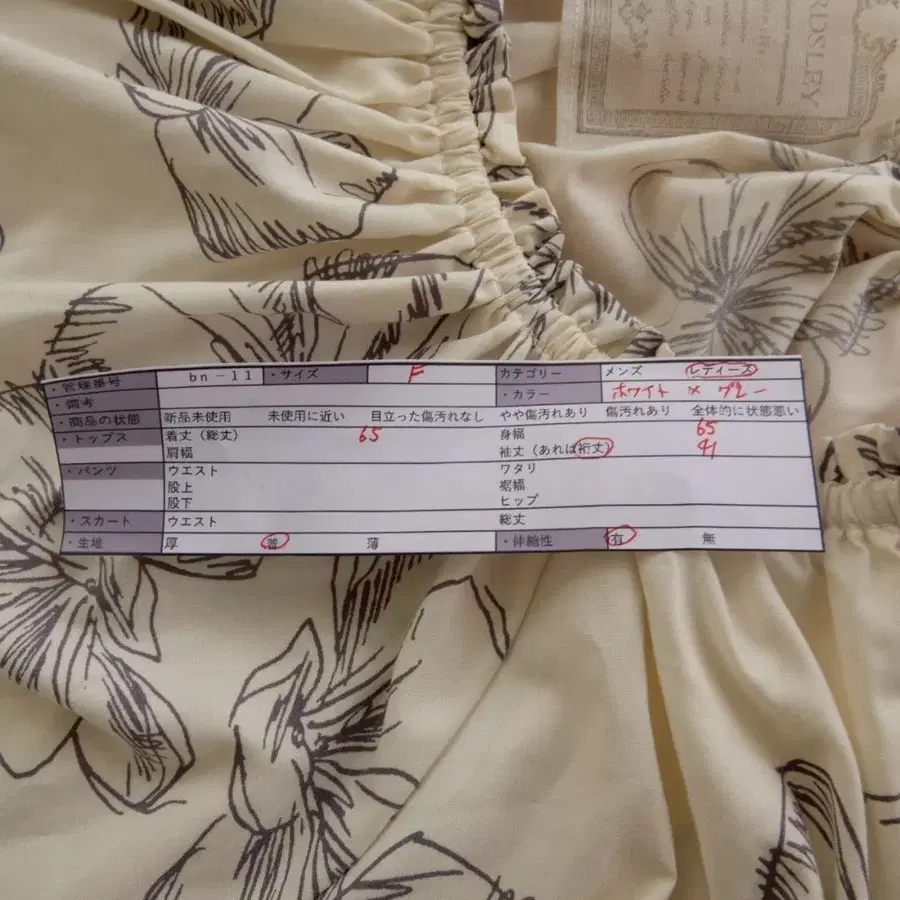 RDSLEY
・管理番号 bn-11 ・サイズ F カテゴリー メンズ レディース
・備考 ・カラー ホワイト × グレー
・商品の状態 新品未使用 未使用に近い 目立った傷汚れなし やや傷汚れあり 傷汚れあり 全体的に状態悪い
・トップス 着丈（総丈） 65 身幅 65
肩幅 袖丈（あれば裄丈） 41
・パンツ ウエスト ワタリ
股上 裾幅
股下 ヒップ
・スカート ウエスト 総丈
・生地 厚 普 薄 ・伸縮性 有 無